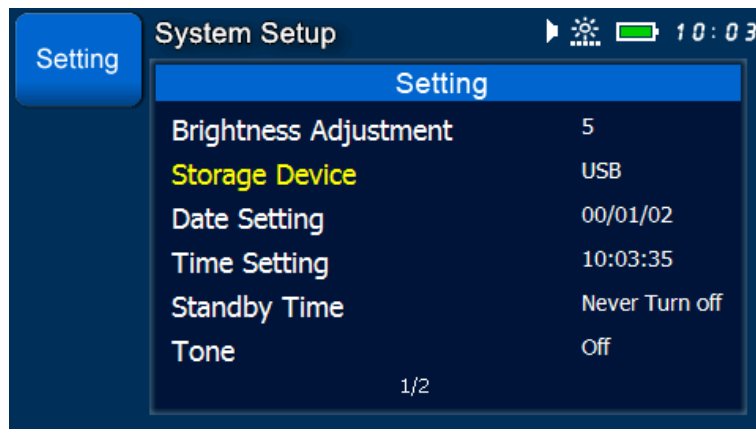 System Setup 10:03
Setting
Setting
Brightness Adjustment 5
Storage Device USB
Date Setting 00/01/02
Time Setting 10:03:35
Standby Time Never Turn off
Tone Off
1/2